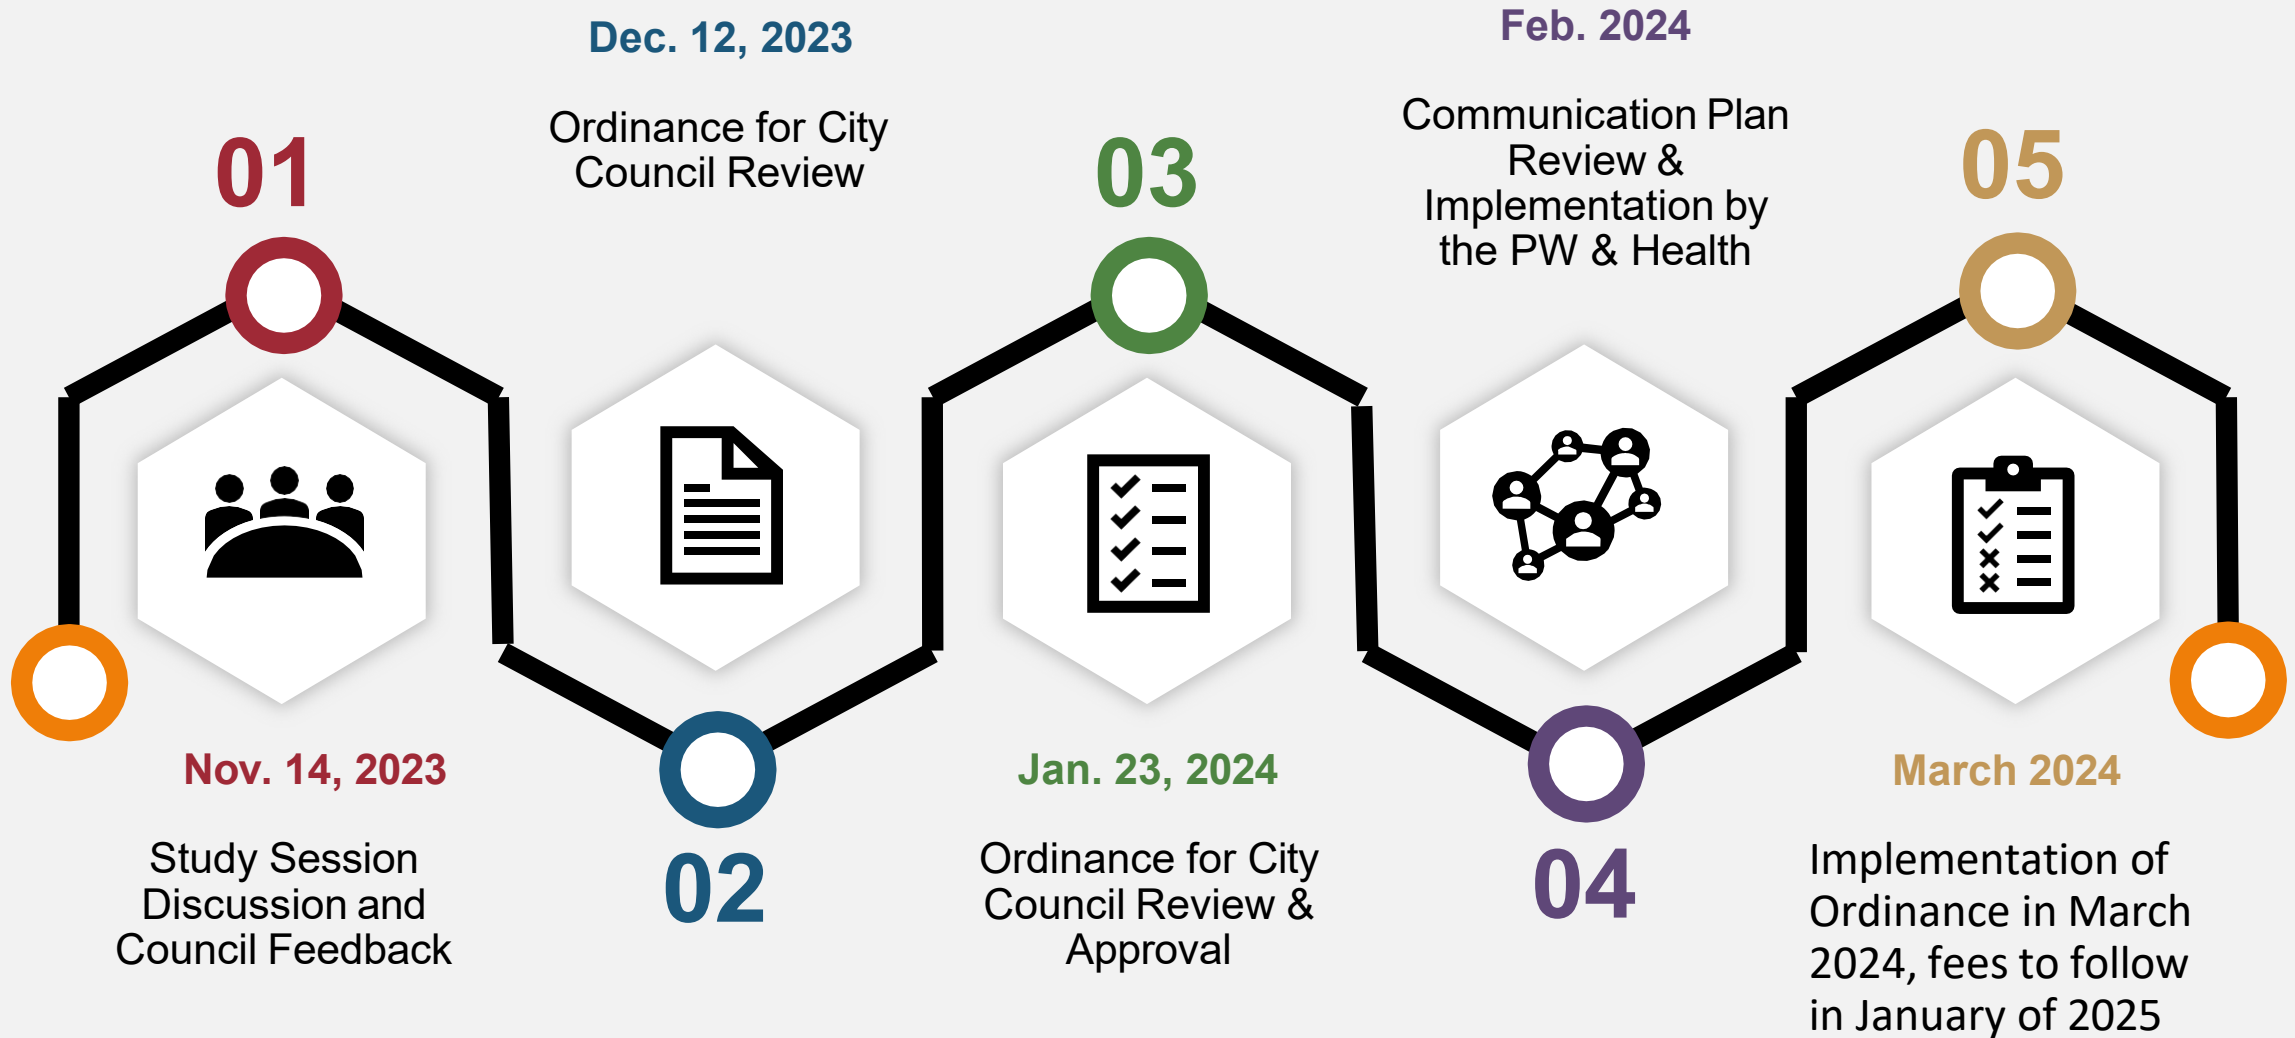 01
Nov. 14, 2023
Study Session
Discussion and
Council Feedback
Dec. 12, 2023
Ordinance for City
Council Review
02
03
Jan. 23, 2024
Ordinance for City
Council Review &
Approval
Feb. 2024
Communication Plan
Review &
Implementation by
the PW & Health
04
05
March 2024
Implementation of
Ordinance in March
2024, fees to follow
in January of 2025